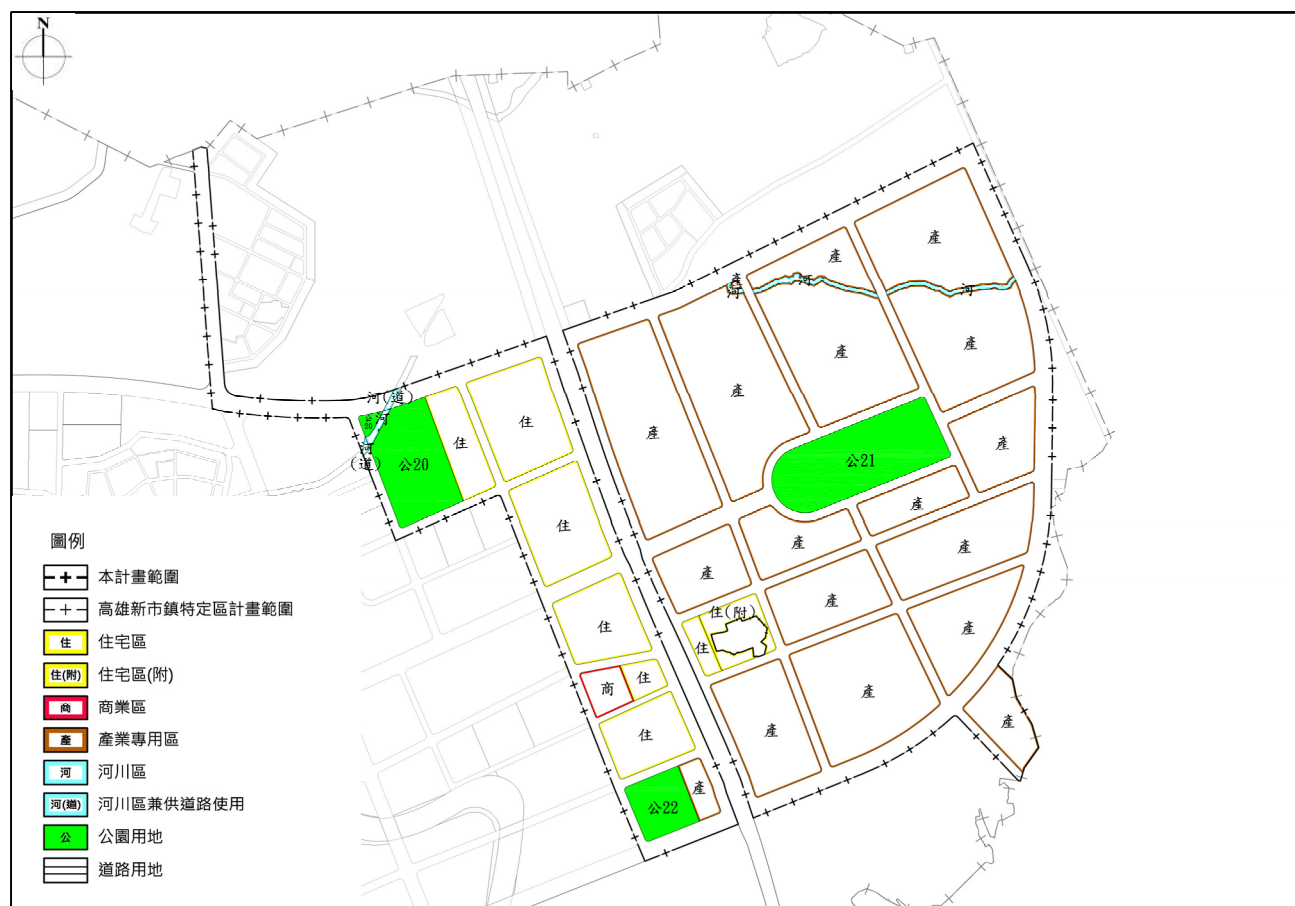 N
產
產
產
河
河
河
產
產
產
河(道)
公20
河
住
住
產
產
河
(道)
公20
公21
住
產
產
產
產
產
住(附)
產
產
住
住
住
商
產
產
產
住
產
公22
圖例
本計畫範圍
高雄新市鎮特定區計畫範圍
住 住宅區
住(附) 住宅區(附)
商 商業區
產 產業專用區
河 河川區
河(道) 河川區兼供道路使用
公 公園用地
道路用地